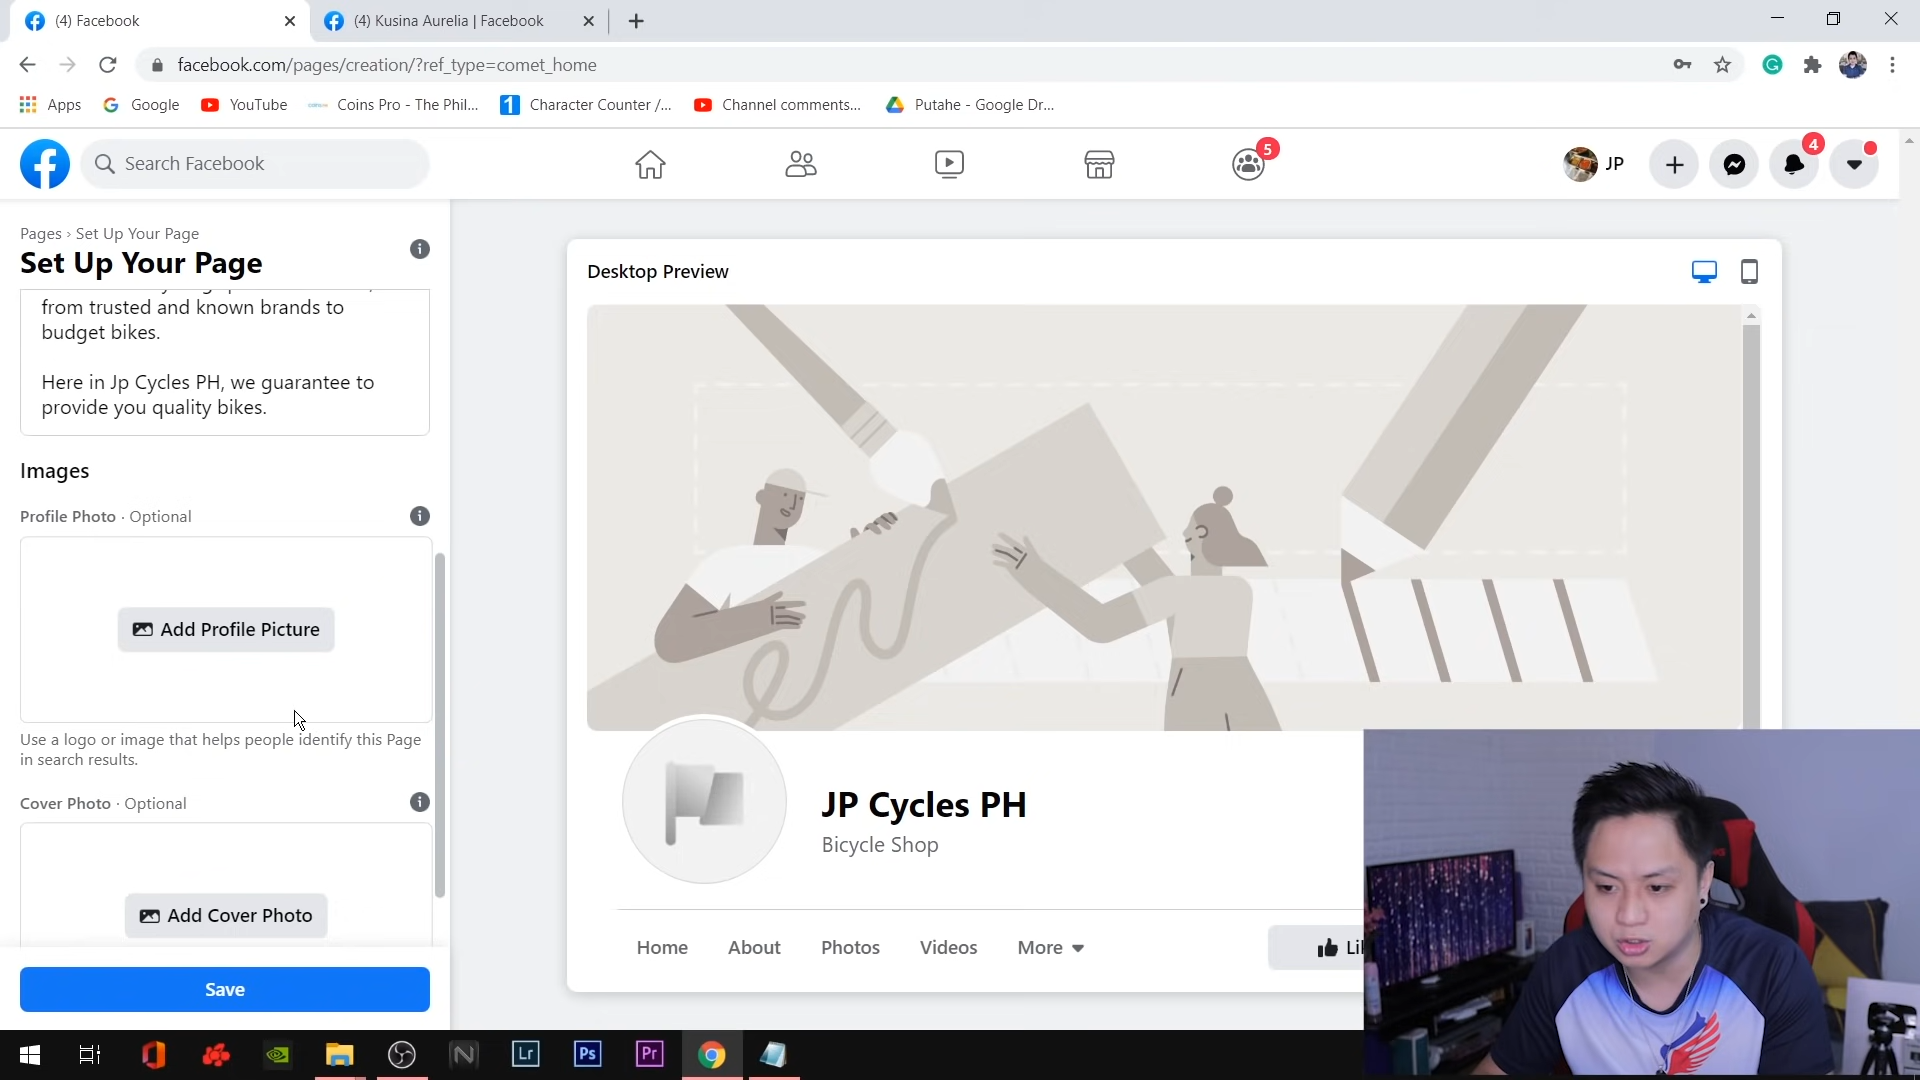 (4) Facebook
(4) Kusina Aurelia | Facebook
facebook.com/pages/creation/?ref_type=comet_home
Apps
Google
YouTube
Coins Pro - The Phil...
1
Character Counter /...
Channel comments...
Putahe - Google Dr...
Search Facebook
5
JP
4
Pages › Set Up Your Page
Set Up Your Page
from trusted and known brands to
budget bikes.
Here in Jp Cycles PH, we guarantee to
provide you quality bikes.
Images
Profile Photo · Optional
Add Profile Picture
Use a logo or image that helps people identify this Page
in search results.
Cover Photo · Optional
Add Cover Photo
Save
Desktop Preview
JP Cycles PH
Bicycle Shop
Home
About
Photos
Videos
More
Lr
Ps
Pr